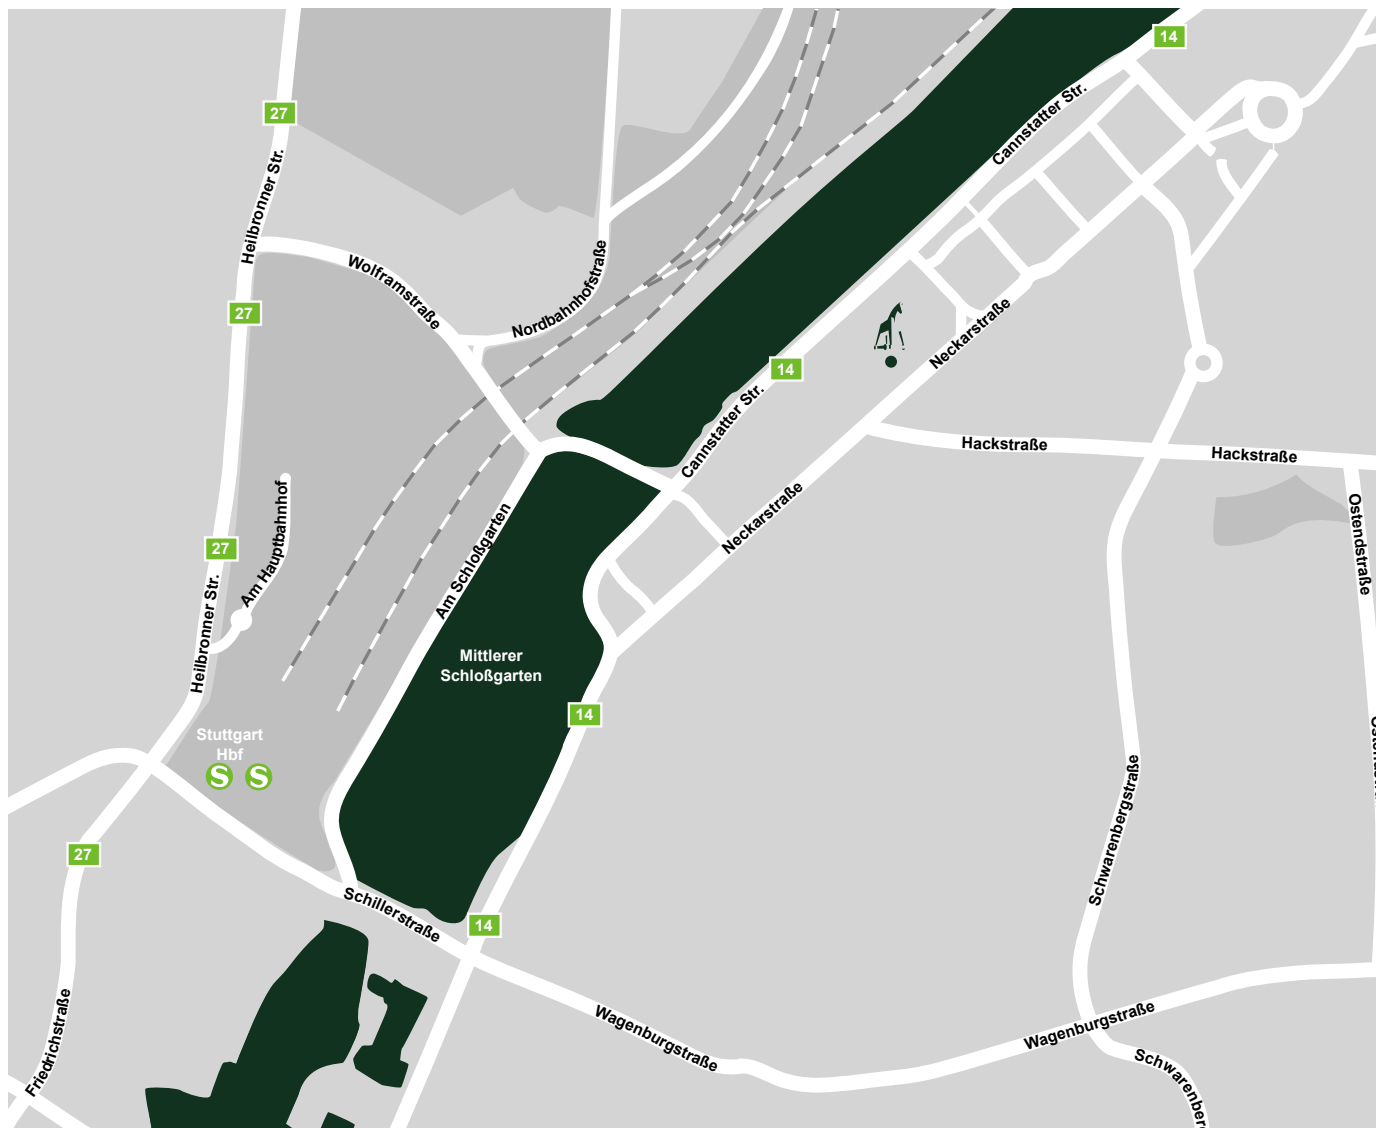 14
Cannstatter Str.
27
Heilbronner Str.
Wolframstraße
Nordbahnhofstraße
27
Neckarstraße
14
Cannstatter Str.
Hackstraße
Hackstraße
Neckarstraße
Ostendstraße
Am Hauptbahnhof
Am Schloßgarten
27
Heilbronner Str.
Mittlerer
Schloßgarten
14
Stuttgart
Hbf
S S
27
Schwarenbergstraße
Schillerstraße
14
Friedrichstraße
Wagenburgstraße
Wagenburgstraße
Schwarenber